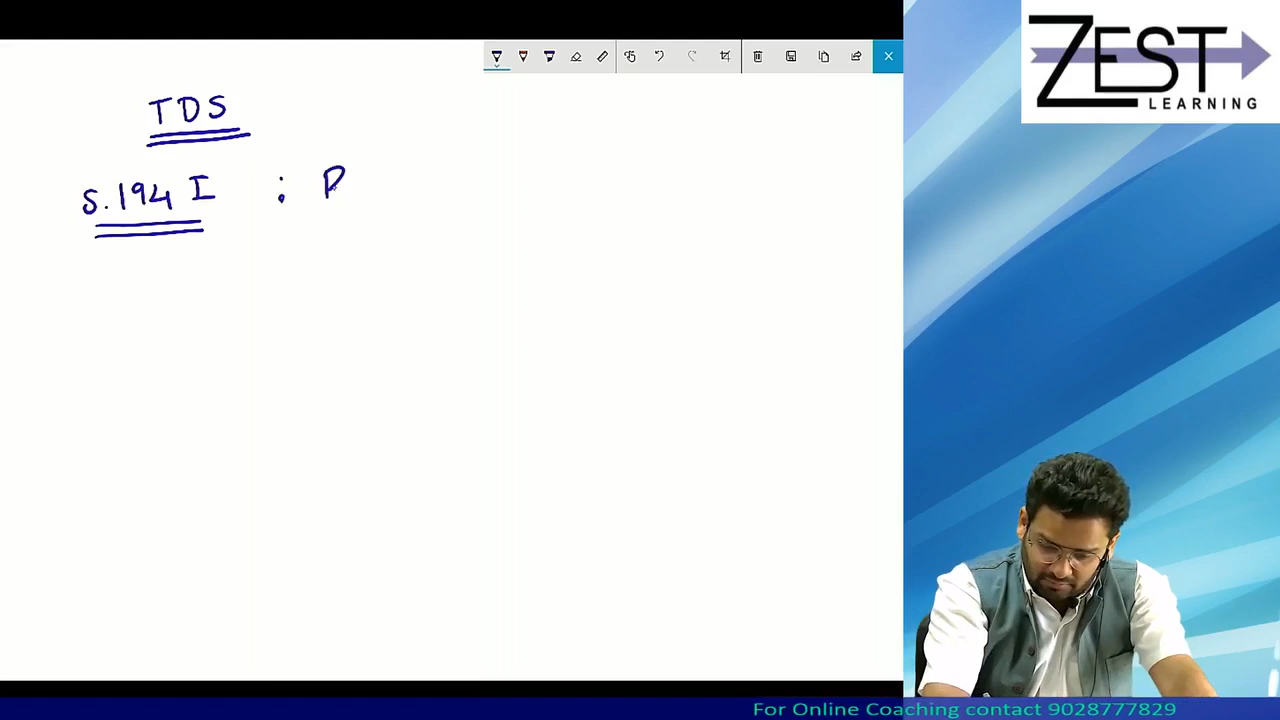 ZEST
LEARNING
TDS
S.194 I :
For Online Coaching contact 9028777829